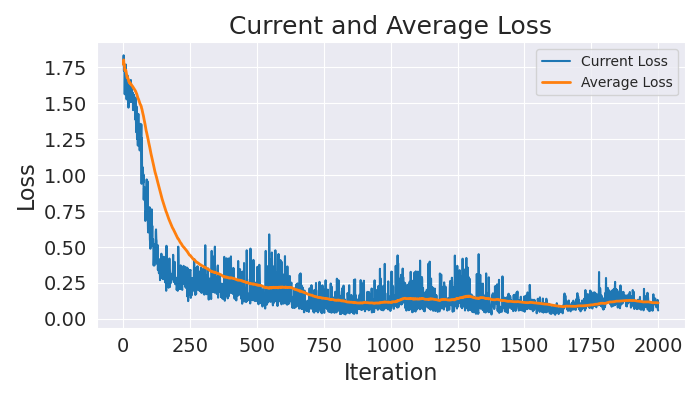 Current and Average Loss
Current Loss
Average Loss
1.75
1.50
1.25
1.00
0.75
0.50
0.25
0.00
Loss
0 250 500 750 1000 1250 1500 1750 2000
Iteration